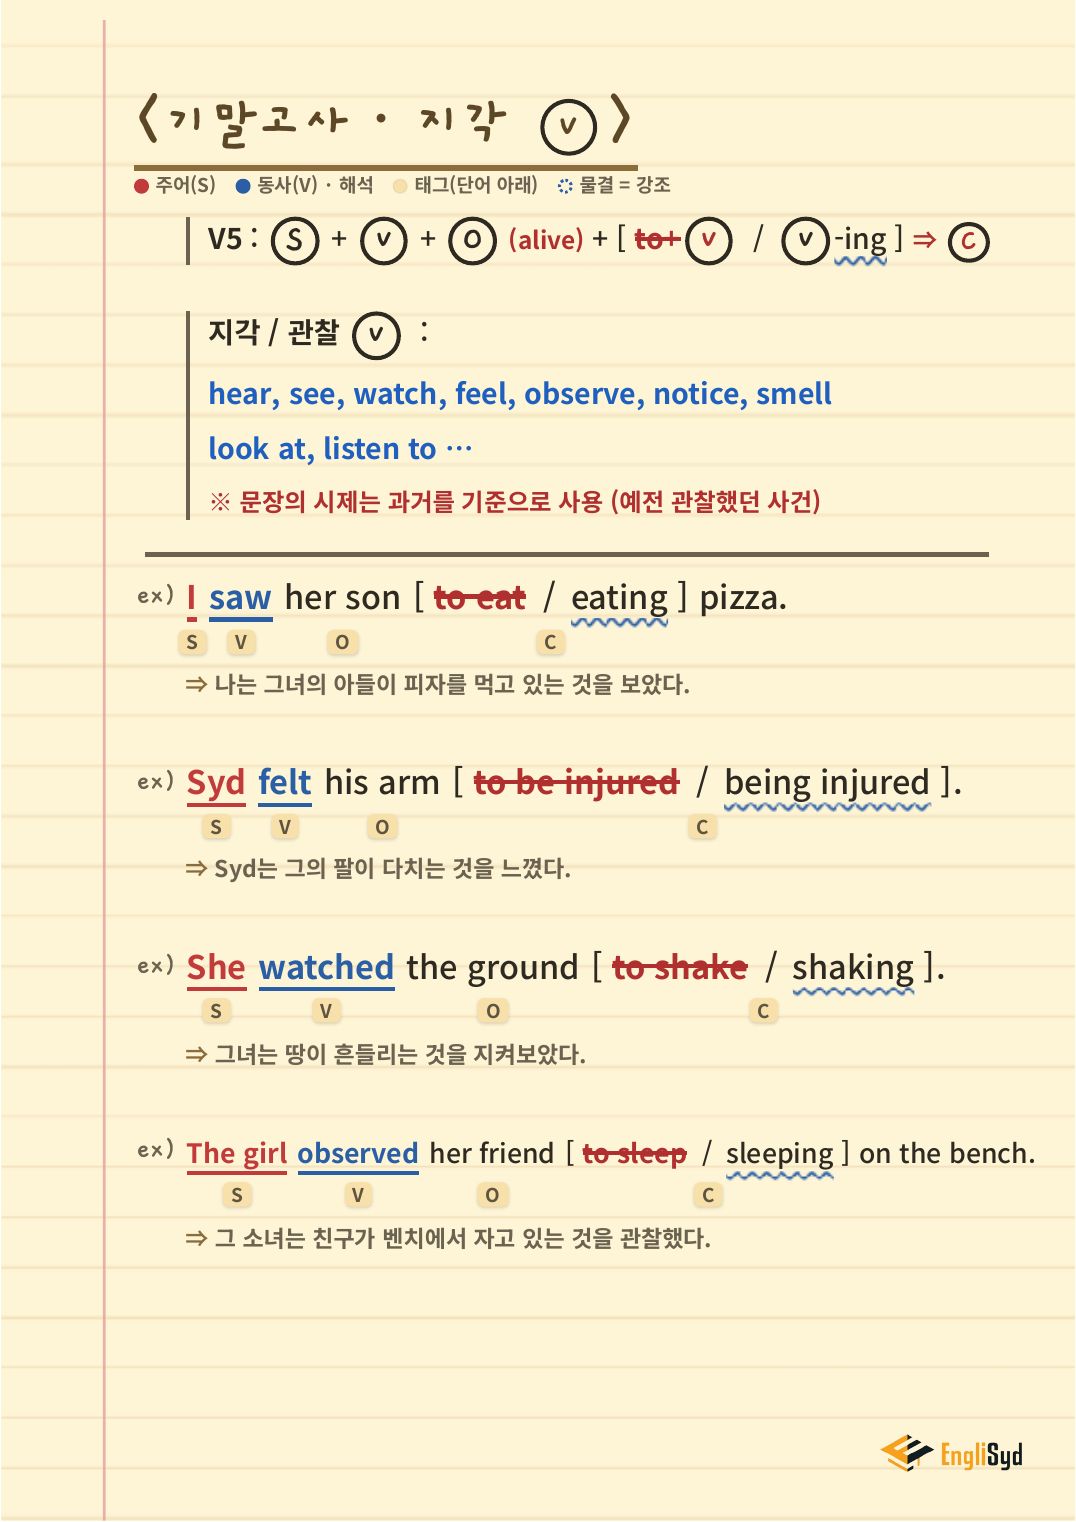 〈기말고사 · 지각 v〉
주어(S) 동사(V) · 해석 태그(단어 아래) 물결 = 강조
V5 : S + v + O (alive) + [ to+ v / v -ing ] ⇒ c
지각 / 관찰 v :
hear, see, watch, feel, observe, notice, smell
look at, listen to ⋯
※ 문장의 시제는 과거를 기준으로 사용 (예전 관찰했던 사건)
ex) I saw her son [ to eat / eating ] pizza.
S V O C
⇒ 나는 그녀의 아들이 피자를 먹고 있는 것을 보았다.
ex) Syd felt his arm [ to be injured / being injured ].
S V O C
⇒ Syd는 그의 팔이 다치는 것을 느꼈다.
ex) She watched the ground [ to shake / shaking ].
S V O C
⇒ 그녀는 땅이 흔들리는 것을 지켜보았다.
ex) The girl observed her friend [ to sleep / sleeping ] on the bench.
S V O C
⇒ 그 소녀는 친구가 벤치에서 자고 있는 것을 관찰했다.
EngliSyd